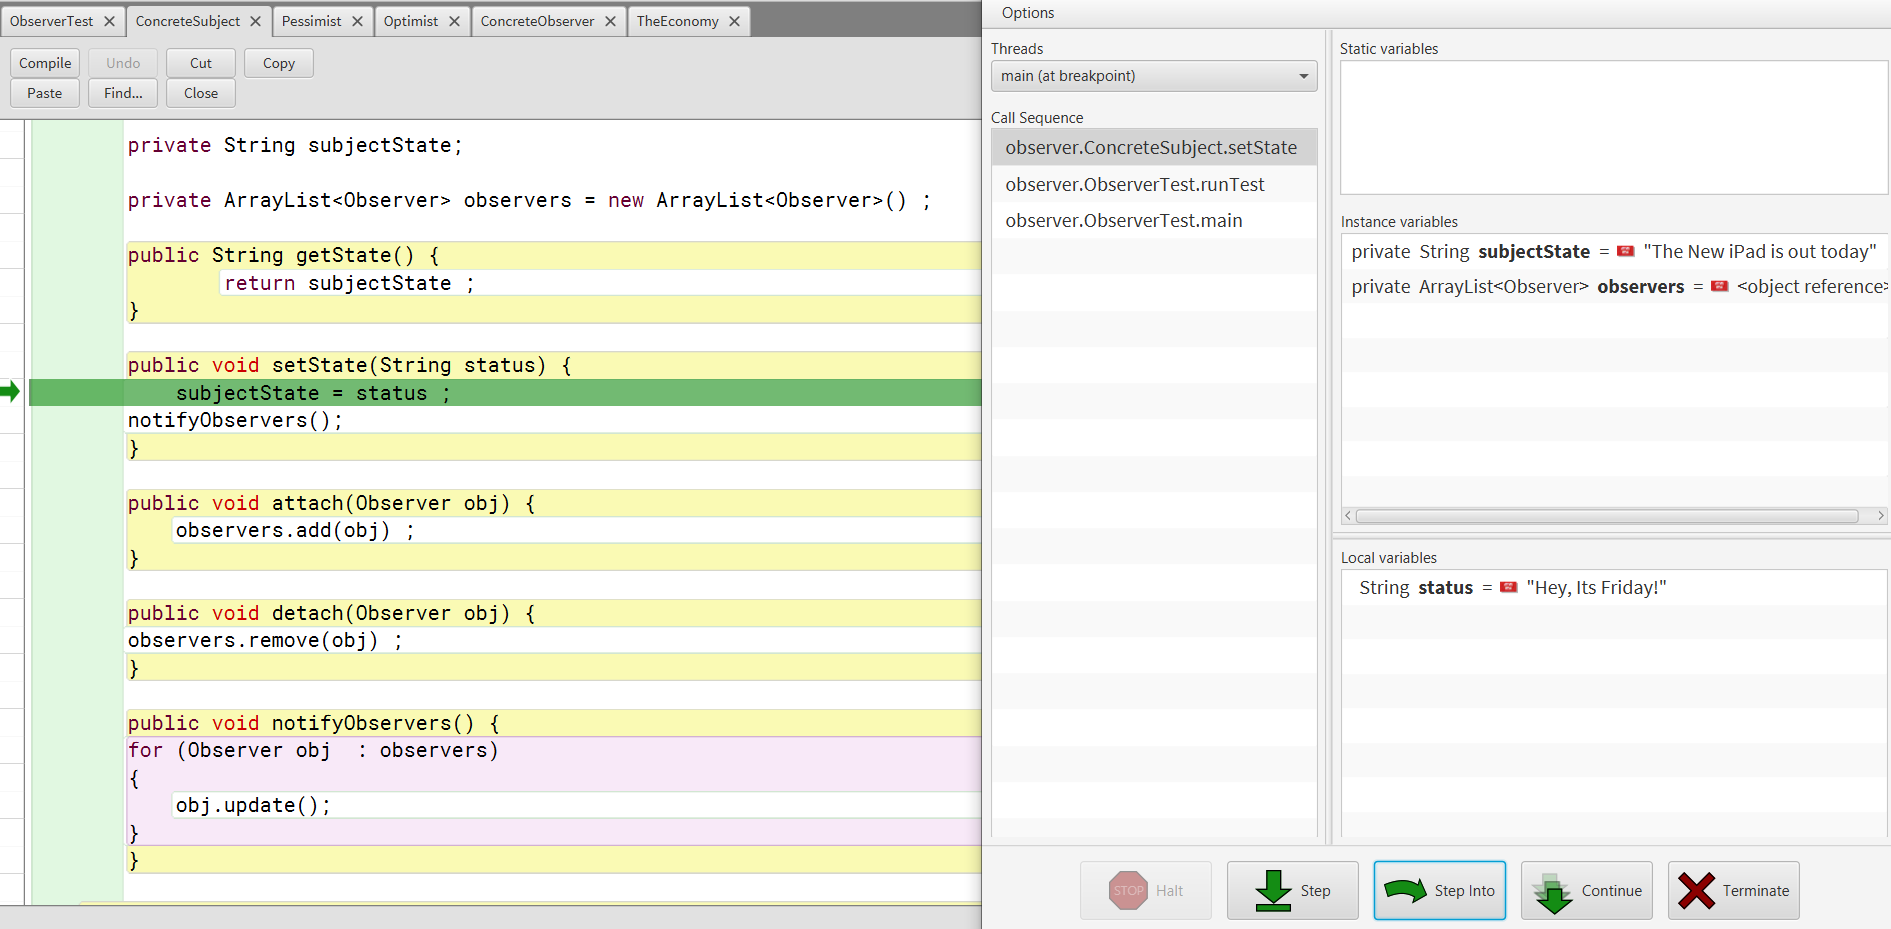 ObserverTest ConcreteSubject Pessimist Optimist ConcreteObserver TheEconomy
Compile Undo Cut Copy
Paste Find... Close
private String subjectState;
private ArrayList<Observer> observers = new ArrayList<Observer>() ;
public String getState() {
return subjectState ;
}
public void setState(String status) {
subjectState = status ;
notifyObservers();
}
public void attach(Observer obj) {
observers.add(obj) ;
}
public void detach(Observer obj) {
observers.remove(obj) ;
}
public void notifyObservers() {
for (Observer obj  : observers)
{
obj.update();
}
}
Options
Threads
main (at breakpoint)
Call Sequence
observer.ConcreteSubject.setState
observer.ObserverTest.runTest
observer.ObserverTest.main
Static variables
Instance variables
private String subjectState = "The New iPad is out today"
private ArrayList<Observer> observers = <object reference>
Local variables
String status = "Hey, Its Friday!"
STOP Halt Step Step Into Continue Terminate